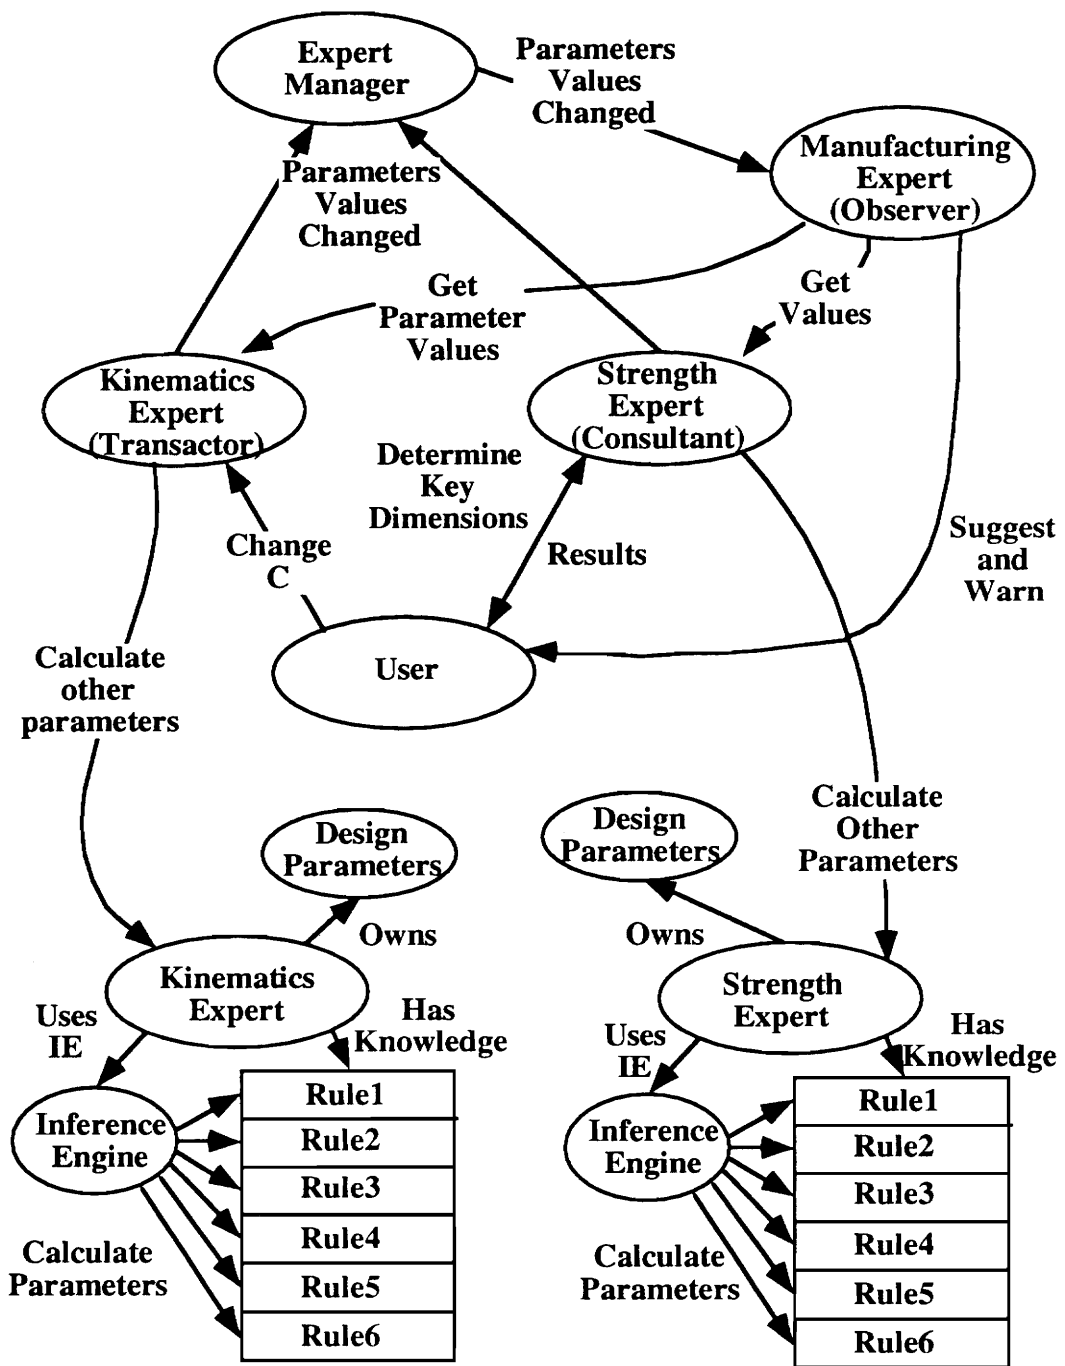 Expert
Manager
Parameters
Values
Changed
Manufacturing
Expert
(Observer)
Parameters
Values
Changed
Get
Parameter
Values
Get
Values
Kinematics
Expert
(Transactor)
Strength
Expert
(Consultant)
Determine
Key
Dimensions
Results
Change
C
Suggest
and
Warn
User
Calculate
other
parameters
Calculate
Other
Parameters
Design
Parameters
Design
Parameters
Owns
Owns
Kinematics
Expert
Strength
Expert
Uses
IE
Has
Knowledge
Uses
IE
Has
Knowledge
Inference
Engine
Rule1
Rule2
Rule3
Rule4
Rule5
Rule6
Calculate
Parameters
Inference
Engine
Rule1
Rule2
Rule3
Rule4
Rule5
Rule6
Calculate
Parameters